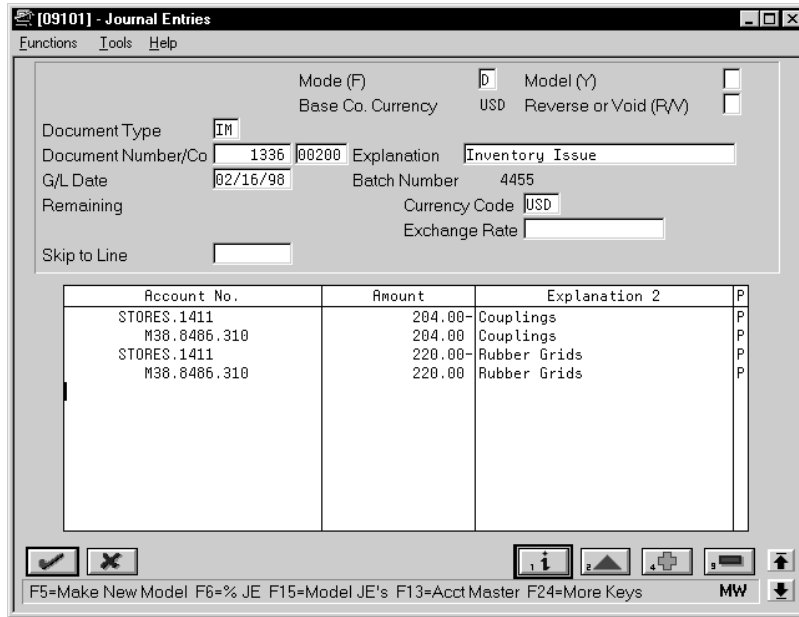 [09101] - Journal Entries
Functions Tools Help
Mode (F) D Model (Y)
Base Co. Currency USD Reverse or Void (R/V)
Document Type IM
Document Number/Co 1336 00200 Explanation Inventory Issue
G/L Date 02/16/98 Batch Number 4455
Remaining Currency Code USD
Exchange Rate
Skip to Line
Account No. Amount Explanation 2 P
STORES.1411 204.00- Couplings P
M38.8486.310 204.00 Couplings P
STORES.1411 220.00- Rubber Grids P
M38.8486.310 220.00 Rubber Grids P
1 i 2 4 9
F5=Make New Model F6=% JE F15=Model JE's F13=Acct Master F24=More Keys MW